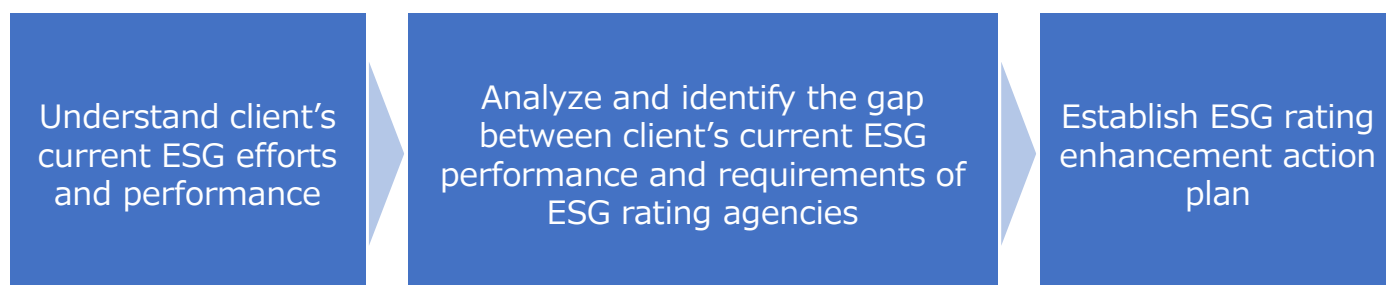 Understand client’s
current ESG efforts
and performance
Analyze and identify the gap
between client’s current ESG
performance and requirements of
ESG rating agencies
Establish ESG rating
enhancement action
plan